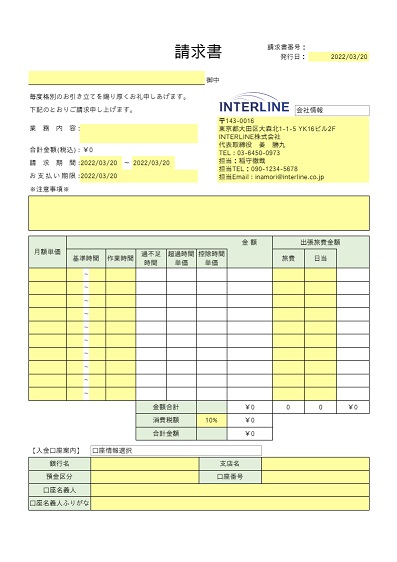 請求書
請求書番号：
発行日： 2022/03/20
御中
毎度格別のお引き立てを賜り厚くお礼申しあげます。
下記のとおりご請求申し上げます。
INTERLINE 会社情報
〒143-0016
東京都大田区大森北1-1-5 YK16ビル2F
INTERLINE株式会社
代表取締役 姜 勝九
TEL：03-6450-0973
担当：稲守徹哉
担当TEL：090-1234-5678
担当Email：inamori@interline.co.jp
業務内容：
合計金額(税込)：￥0
請求期間：2022/03/20 ～ 2022/03/20
お支払い期限：2022/03/20
※注意事項※
月額単価 金額 出張旅費金額
基準時間 作業時間 過不足時間 超過時間単価 控除時間単価 旅費 日当
～
～
～
～
～
～
～
～
～
～
金額合計 ￥0 0 0 ￥0
消費税額 10% ￥0
合計金額 ￥0
【入金口座案内】 口座情報選択
銀行名 支店名
預金区分 口座番号
口座名義人
口座名義人ふりがな